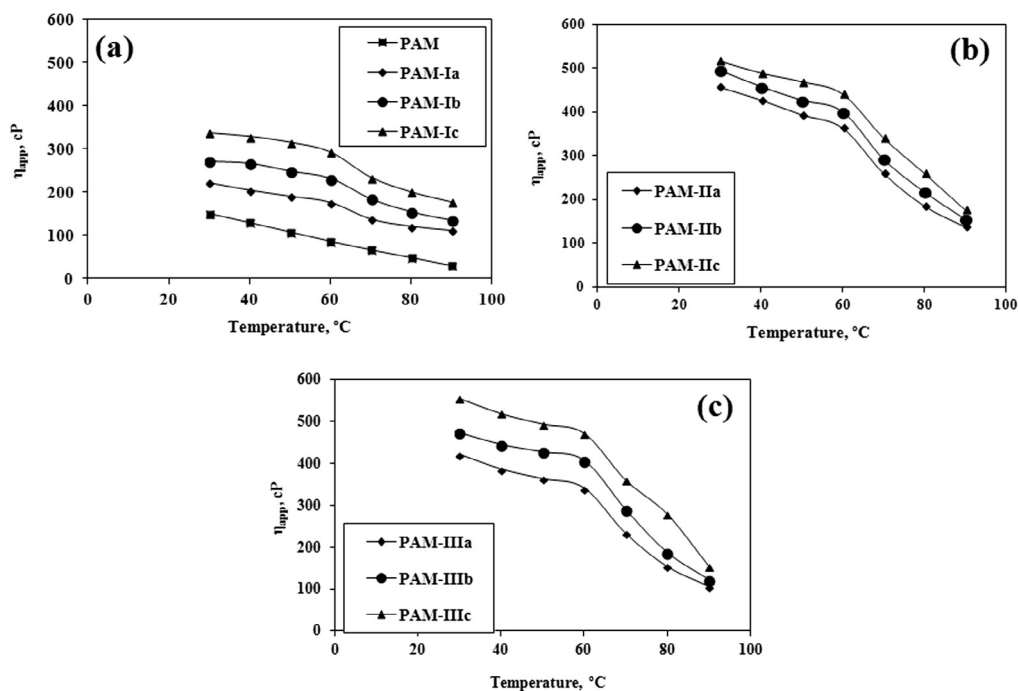 (a)
600
500
400
300
200
100
0
η_app, cP
0 20 40 60 80 100
Temperature, °C
PAM
PAM-Ia
PAM-Ib
PAM-Ic
(b)
600
500
400
300
200
100
0
η_app, cP
0 20 40 60 80 100
Temperature, °C
PAM-IIa
PAM-IIb
PAM-IIc
(c)
600
500
400
300
200
100
0
η_app, cP
0 20 40 60 80 100
Temperature, °C
PAM-IIIa
PAM-IIIb
PAM-IIIc